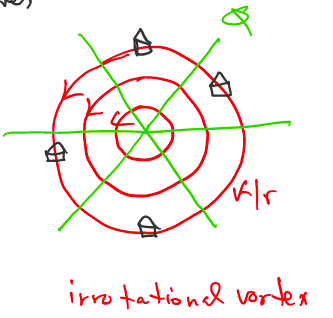 φ
K/r
irrotational vortex